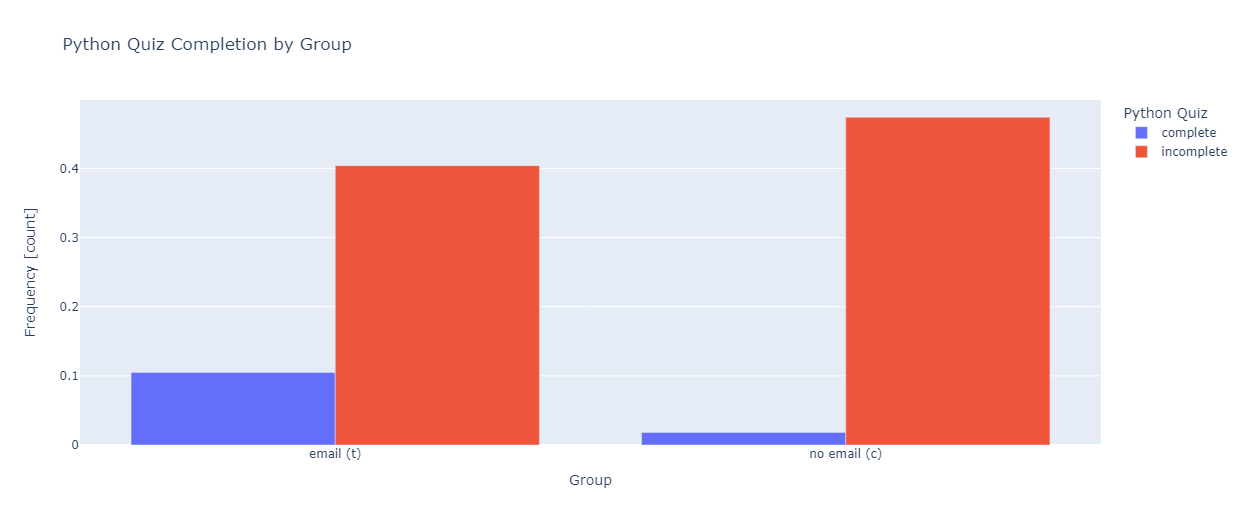 Python Quiz Completion by Group
Python Quiz
complete
incomplete
Frequency [count]
0.4
0.3
0.2
0.1
0
email (t)
no email (c)
Group